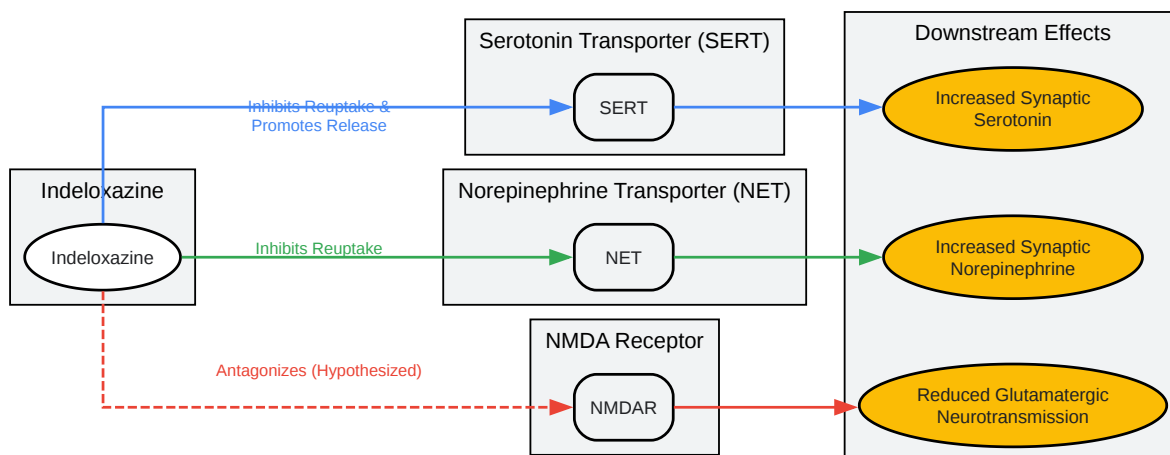 Serotonin Transporter (SERT)
Downstream Effects
Inhibits Reuptake &
Promotes Release
SERT
Increased Synaptic
Serotonin
Indeloxazine
Norepinephrine Transporter (NET)
Indeloxazine
Inhibits Reuptake
NET
Increased Synaptic
Norepinephrine
NMDA Receptor
Antagonizes (Hypothesized)
NMDAR
Reduced Glutamatergic
Neurotransmission